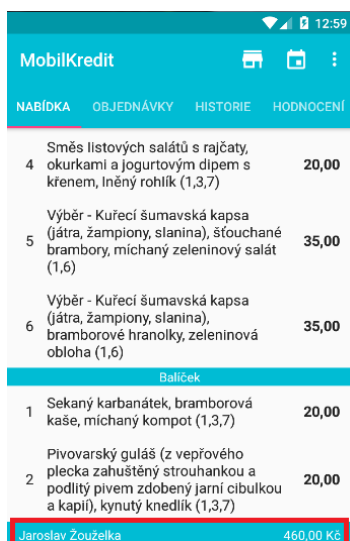 12:59
MobilKredit
NABÍDKA OBJEDNÁVKY HISTORIE HODNOCENÍ
Směs listových salátů s rajčaty,
4 okurkami a jogurtovým dipem s 20,00
křenem, lněný rohlík (1,3,7)
Výběr - Kuřecí šumavská kapsa
(játra, žampiony, slanina), šťouchané
5 brambory, míchaný zeleninový salát 35,00
(1,6)
Výběr - Kuřecí šumavská kapsa
(játra, žampiony, slanina),
6 bramborové hranolky, zeleninová 35,00
obloha (1,6)
Balíček
1 Sekaný karbanátek, bramborová 20,00
kaše, míchaný kompot (1,3,7)
Pivovarský guláš (z vepřového
plecka zahuštěný strouhankou a
2 podlitý pivem zdobený jarní cibulkou 20,00
a kapií), kynutý knedlík (1,3,7)
Jaroslav Žouželka 460,00 Kč